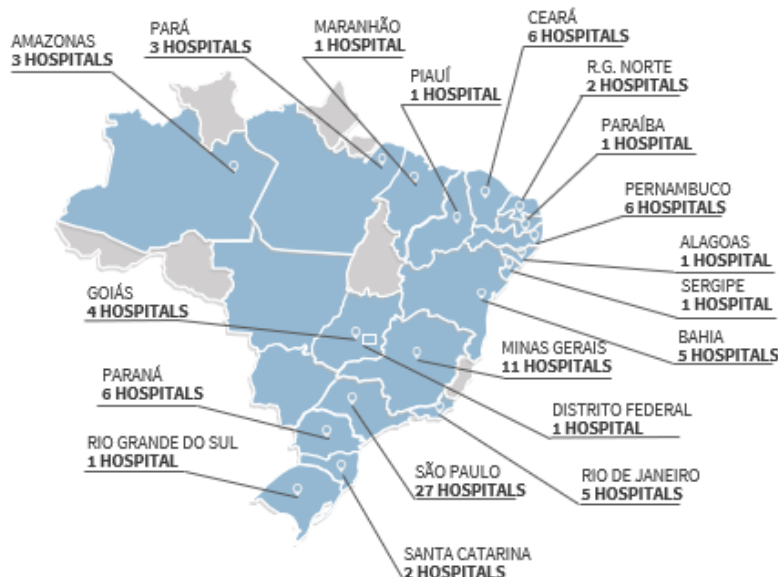 AMAZONAS
3 HOSPITALS
PARÁ
3 HOSPITALS
MARANHÃO
1 HOSPITAL
PIAUÍ
1 HOSPITAL
CEARÁ
6 HOSPITALS
R.G. NORTE
2 HOSPITALS
PARAÍBA
1 HOSPITAL
PERNAMBUCO
6 HOSPITALS
ALAGOAS
1 HOSPITAL
SERGIPE
1 HOSPITAL
BAHIA
5 HOSPITALS
GOIÁS
4 HOSPITALS
MINAS GERAIS
11 HOSPITALS
PARANÁ
6 HOSPITALS
DISTRITO FEDERAL
1 HOSPITAL
RIO GRANDE DO SUL
1 HOSPITAL
SÃO PAULO
27 HOSPITALS
RIO DE JANEIRO
5 HOSPITALS
SANTA CATARINA
2 HOSPITALS